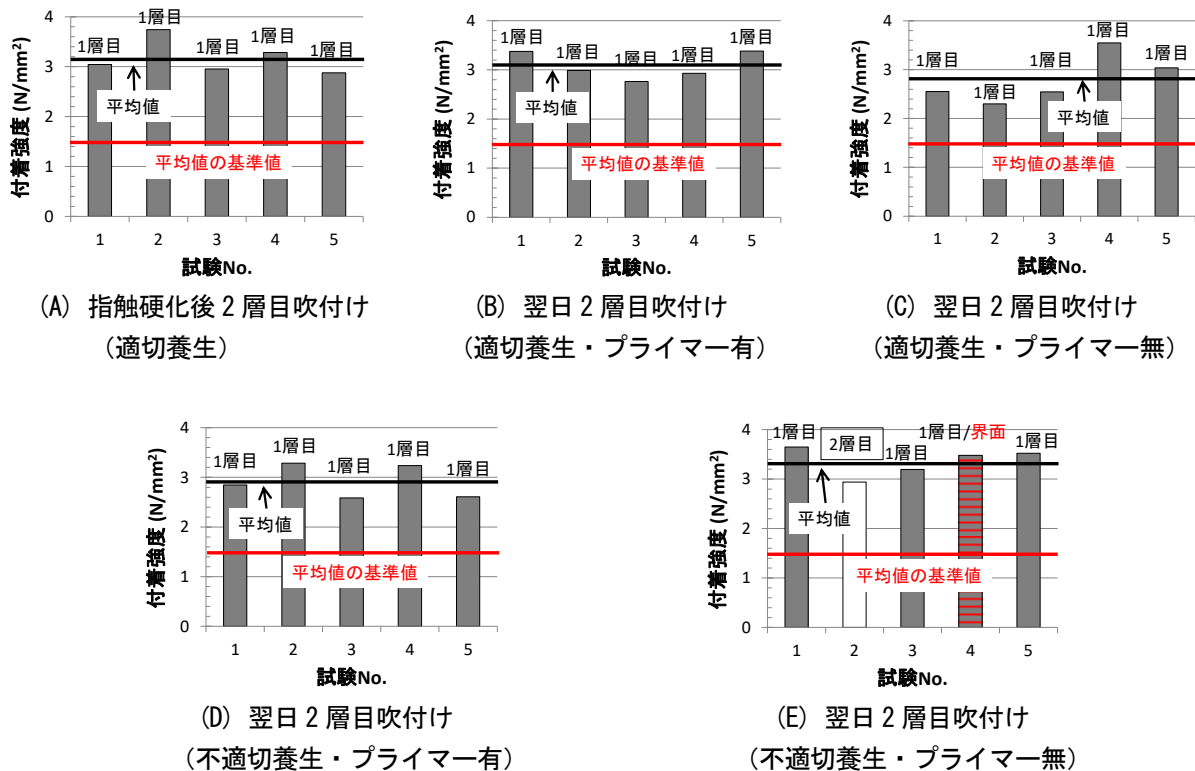 付着強度 (N/mm²)
4
3
2
1
0
1層目
1層目
1層目
1層目
1層目
平均値
平均値の基準値
1 2 3 4 5
試験No.
(A) 指触硬化後2層目吹付け
(適切養生)
付着強度 (N/mm²)
4
3
2
1
0
1層目
1層目
1層目
1層目
1層目
平均値
平均値の基準値
1 2 3 4 5
試験No.
(B) 翌日2層目吹付け
(適切養生・プライマー有)
付着強度 (N/mm²)
4
3
2
1
0
1層目
1層目
1層目
1層目
1層目
平均値
平均値の基準値
1 2 3 4 5
試験No.
(C) 翌日2層目吹付け
(適切養生・プライマー無)
付着強度 (N/mm²)
4
3
2
1
0
1層目
1層目
1層目
1層目
1層目
平均値
平均値の基準値
1 2 3 4 5
試験No.
(D) 翌日2層目吹付け
(不適切養生・プライマー有)
付着強度 (N/mm²)
4
3
2
1
0
1層目
2層目
1層目
1層目/界面
1層目
平均値
平均値の基準値
1 2 3 4 5
試験No.
(E) 翌日2層目吹付け
(不適切養生・プライマー無)